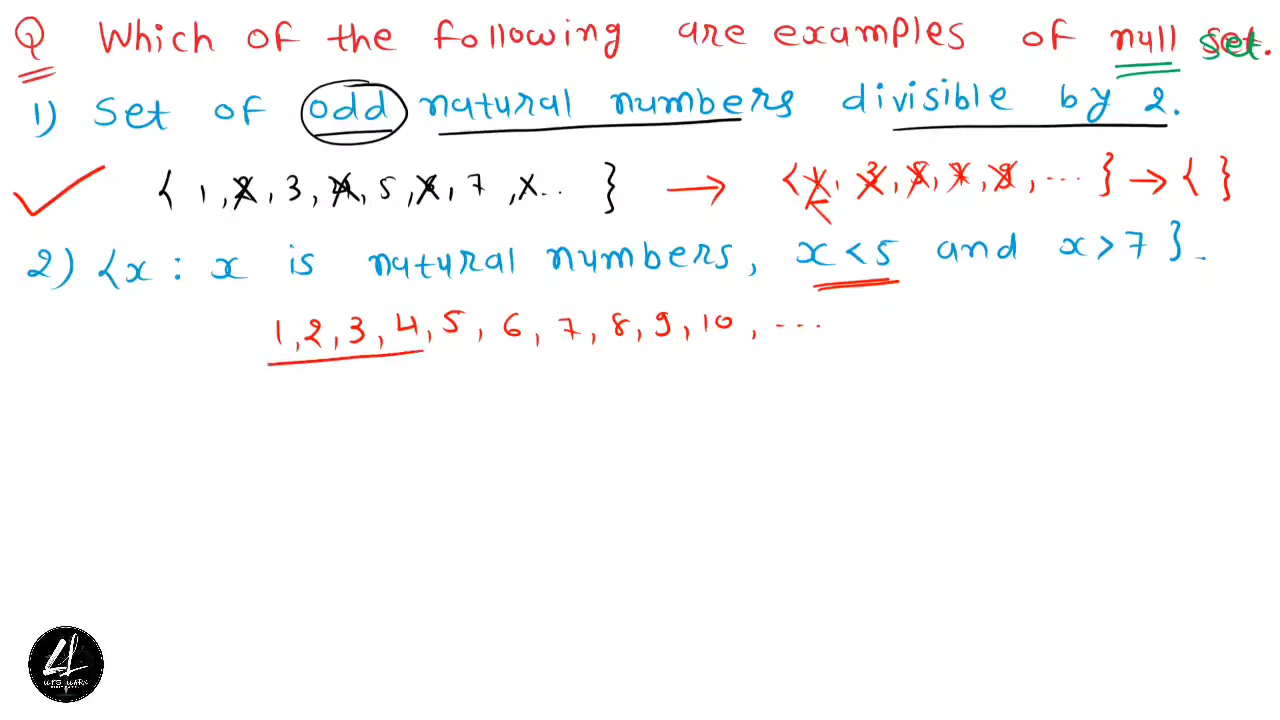 Q Which of the following are examples of null set.
1) Set of odd natural numbers divisible by 2.
{ 1, 2, 3, 4, 5, 6, 7, x.. } → { 1, 3, 5, 7, 9, ... } → { }
2) {x : x is natural numbers, x < 5 and x > 7 }.
1, 2, 3, 4, 5, 6, 7, 8, 9, 10, ...
LL